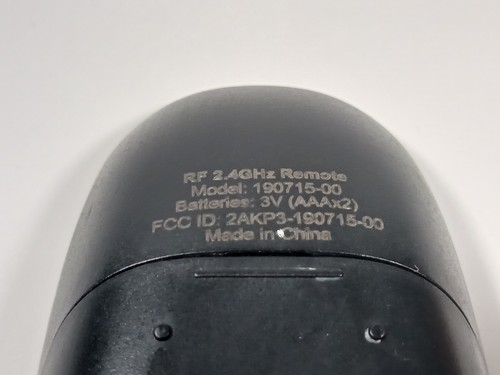 RF 2.4GHz Remote
Model: 190715-00
Batteries: 3V (AAAx2)
FCC ID: 2AKP3-190715-00
Made in China